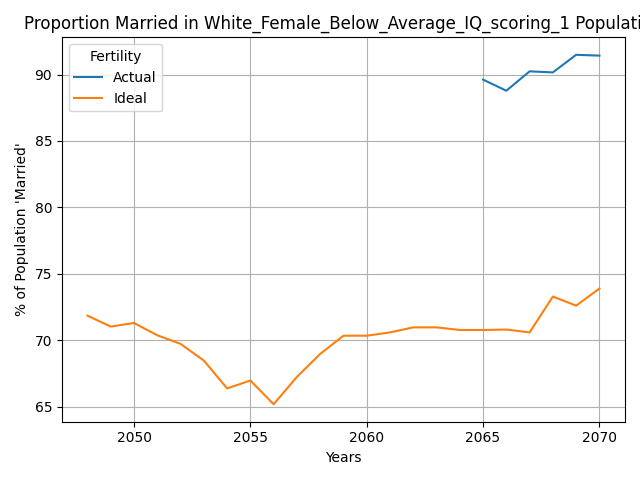 Proportion Married in White_Female_Below_Average_IQ_scoring_1 Populati
Fertility
Actual
Ideal
% of Population 'Married'
90
85
80
75
70
65
2050 2055 2060 2065 2070
Years